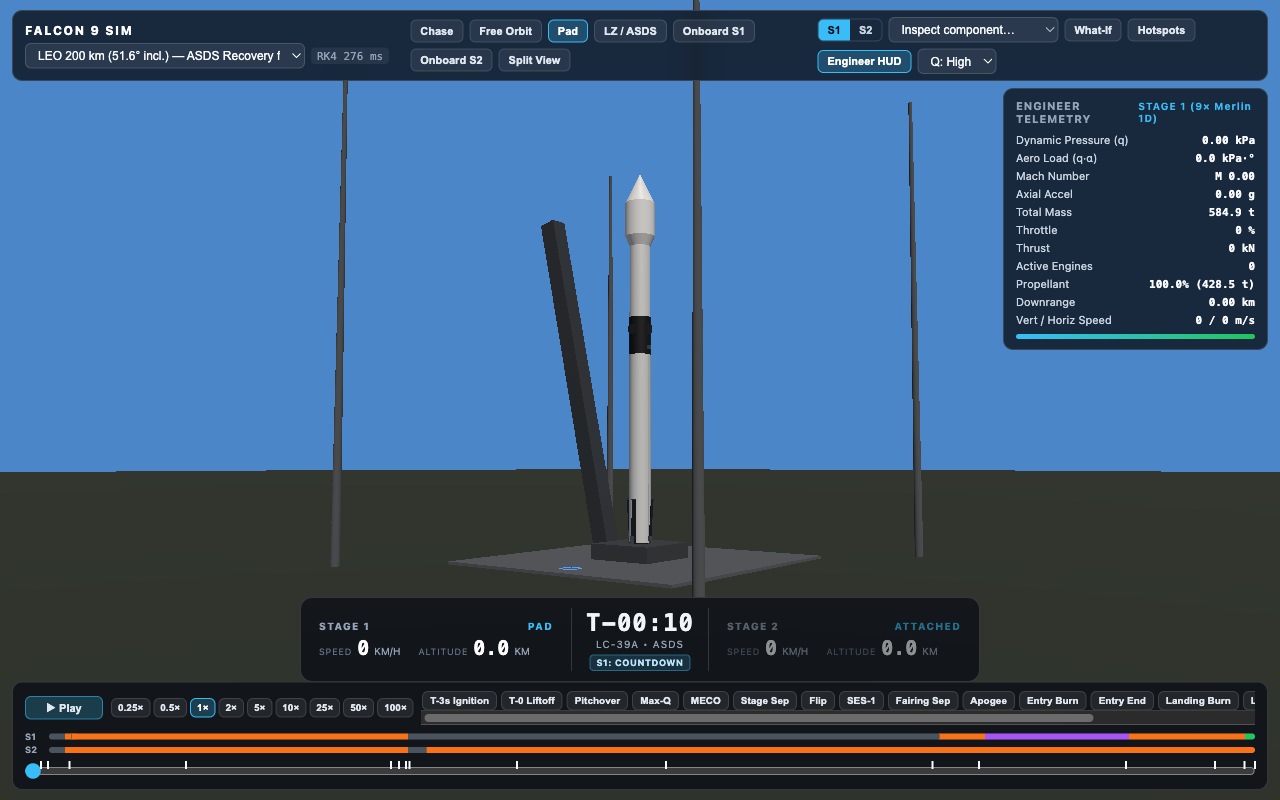 FALCON 9 SIM
LEO 200 km (51.6° incl.) — ASDS Recovery f
RK4 276 ms
Chase
Free Orbit
Pad
LZ / ASDS
Onboard S1
Onboard S2
Split View
S1
S2
Inspect component...
What-If
Hotspots
Engineer HUD
Q: High
ENGINEER TELEMETRY
STAGE 1 (9× Merlin 1D)
Dynamic Pressure (q) 0.00 kPa
Aero Load (q·α) 0.0 kPa·°
Mach Number M 0.00
Axial Accel 0.00 g
Total Mass 584.9 t
Throttle 0 %
Thrust 0 kN
Active Engines 0
Propellant 100.0% (428.5 t)
Downrange 0.00 km
Vert / Horiz Speed 0 / 0 m/s
STAGE 1 PAD
SPEED 0 KM/H ALTITUDE 0.0 KM
T−00:10
LC-39A • ASDS
S1: COUNTDOWN
STAGE 2 ATTACHED
SPEED 0 KM/H ALTITUDE 0.0 KM
Play
0.25×
0.5×
1×
2×
5×
10×
25×
50×
100×
T-3s Ignition
T-0 Liftoff
Pitchover
Max-Q
MECO
Stage Sep
Flip
SES-1
Fairing Sep
Apogee
Entry Burn
Entry End
Landing Burn
L
S1
S2